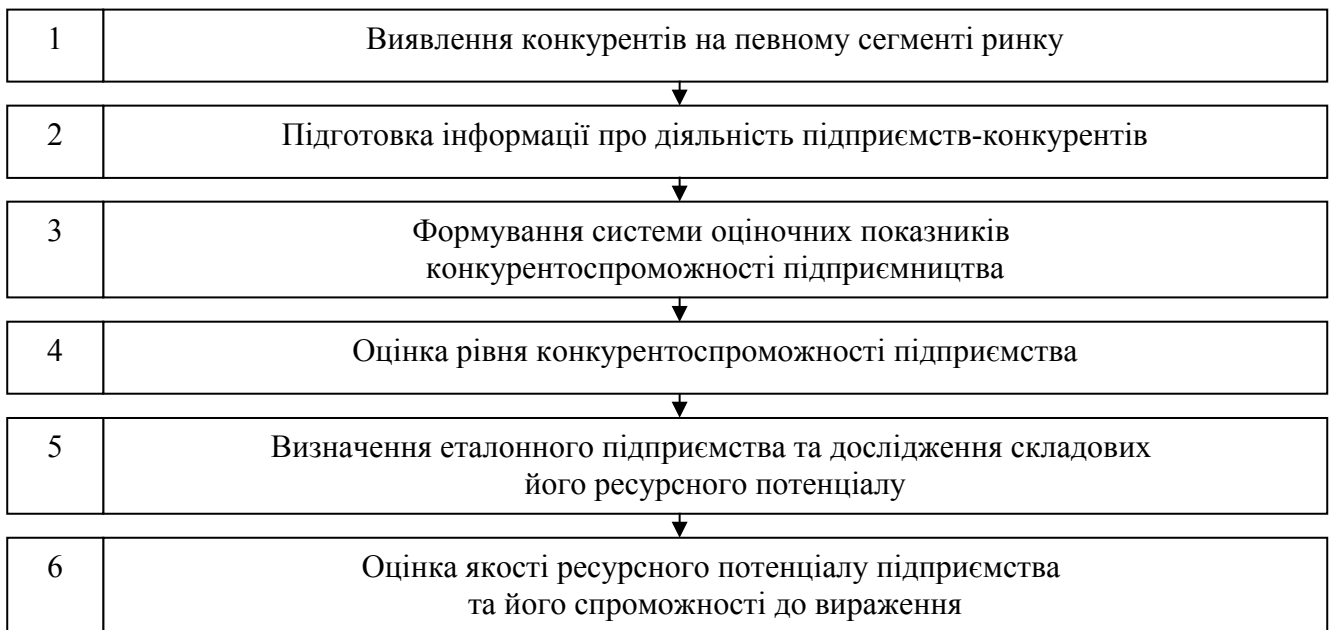 1 Виявлення конкурентів на певному сегменті ринку
2 Підготовка інформації про діяльність підприємств-конкурентів
3 Формування системи оціночних показників
конкурентоспроможності підприємництва
4 Оцінка рівня конкурентоспроможності підприємства
5 Визначення еталонного підприємства та дослідження складових
його ресурсного потенціалу
6 Оцінка якості ресурсного потенціалу підприємства
та його спроможності до вираження